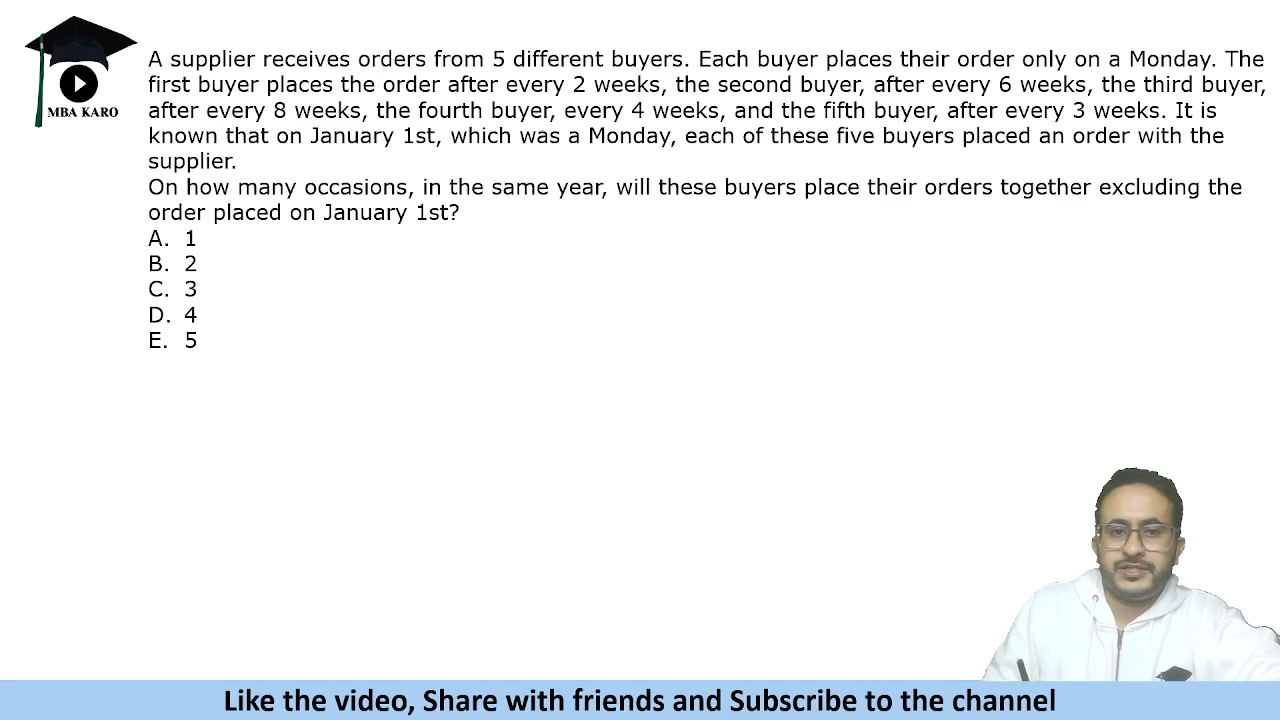 MBA KARO
A supplier receives orders from 5 different buyers. Each buyer places their order only on a Monday. The
first buyer places the order after every 2 weeks, the second buyer, after every 6 weeks, the third buyer,
after every 8 weeks, the fourth buyer, every 4 weeks, and the fifth buyer, after every 3 weeks. It is
known that on January 1st, which was a Monday, each of these five buyers placed an order with the
supplier.
On how many occasions, in the same year, will these buyers place their orders together excluding the
order placed on January 1st?
A. 1
B. 2
C. 3
D. 4
E. 5
Like the video, Share with friends and Subscribe to the channel